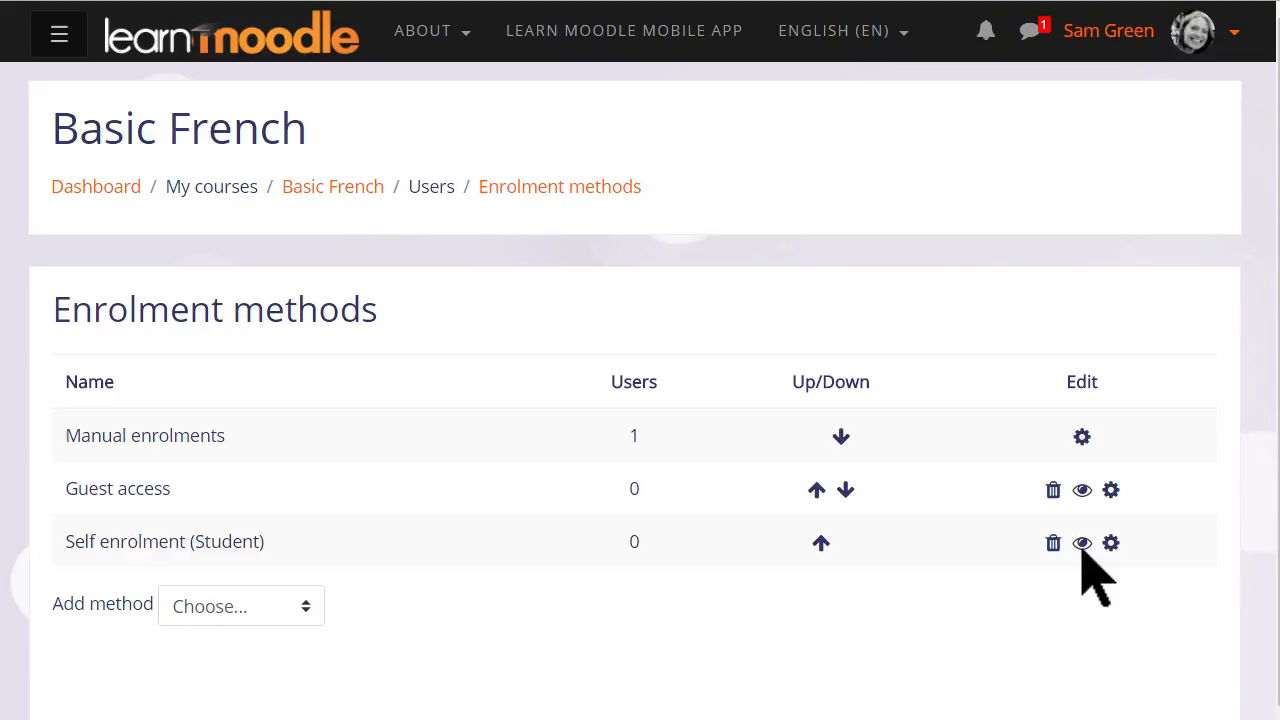 learn moodle ABOUT LEARN MOODLE MOBILE APP ENGLISH (EN) 1 Sam Green
Basic French
Dashboard / My courses / Basic French / Users / Enrolment methods
Enrolment methods
Name Users Up/Down Edit
Manual enrolments 1
Guest access 0
Self enrolment (Student) 0
Add method Choose...